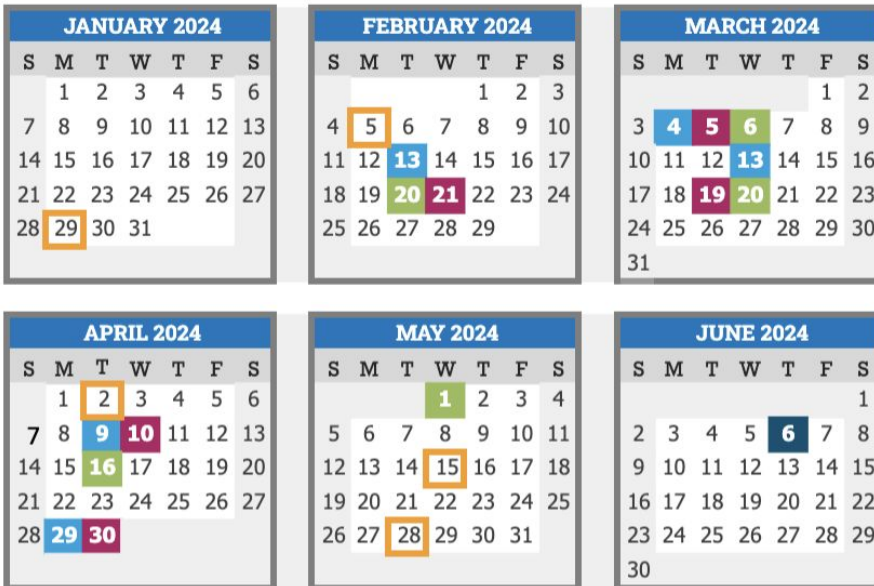 JANUARY 2024
S M T W T F S
1 2 3 4 5 6
7 8 9 10 11 12 13
14 15 16 17 18 19 20
21 22 23 24 25 26 27
28 29 30 31
FEBRUARY 2024
S M T W T F S
1 2 3
4 5 6 7 8 9 10
11 12 13 14 15 16 17
18 19 20 21 22 23 24
25 26 27 28 29
MARCH 2024
S M T W T F S
1 2
3 4 5 6 7 8 9
10 11 12 13 14 15 16
17 18 19 20 21 22 23
24 25 26 27 28 29 30
31
APRIL 2024
S M T W T F S
1 2 3 4 5 6
7 8 9 10 11 12 13
14 15 16 17 18 19 20
21 22 23 24 25 26 27
28 29 30
MAY 2024
S M T W T F S
1 2 3 4
5 6 7 8 9 10 11
12 13 14 15 16 17 18
19 20 21 22 23 24 25
26 27 28 29 30 31
JUNE 2024
S M T W T F S
1
2 3 4 5 6 7 8
9 10 11 12 13 14 15
16 17 18 19 20 21 22
23 24 25 26 27 28 29
30